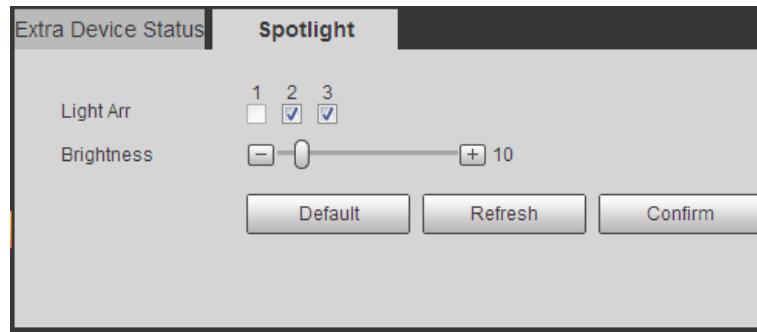 Extra Device Status Spotlight
1 2 3
Light Arr
Brightness 10
Default Refresh Confirm